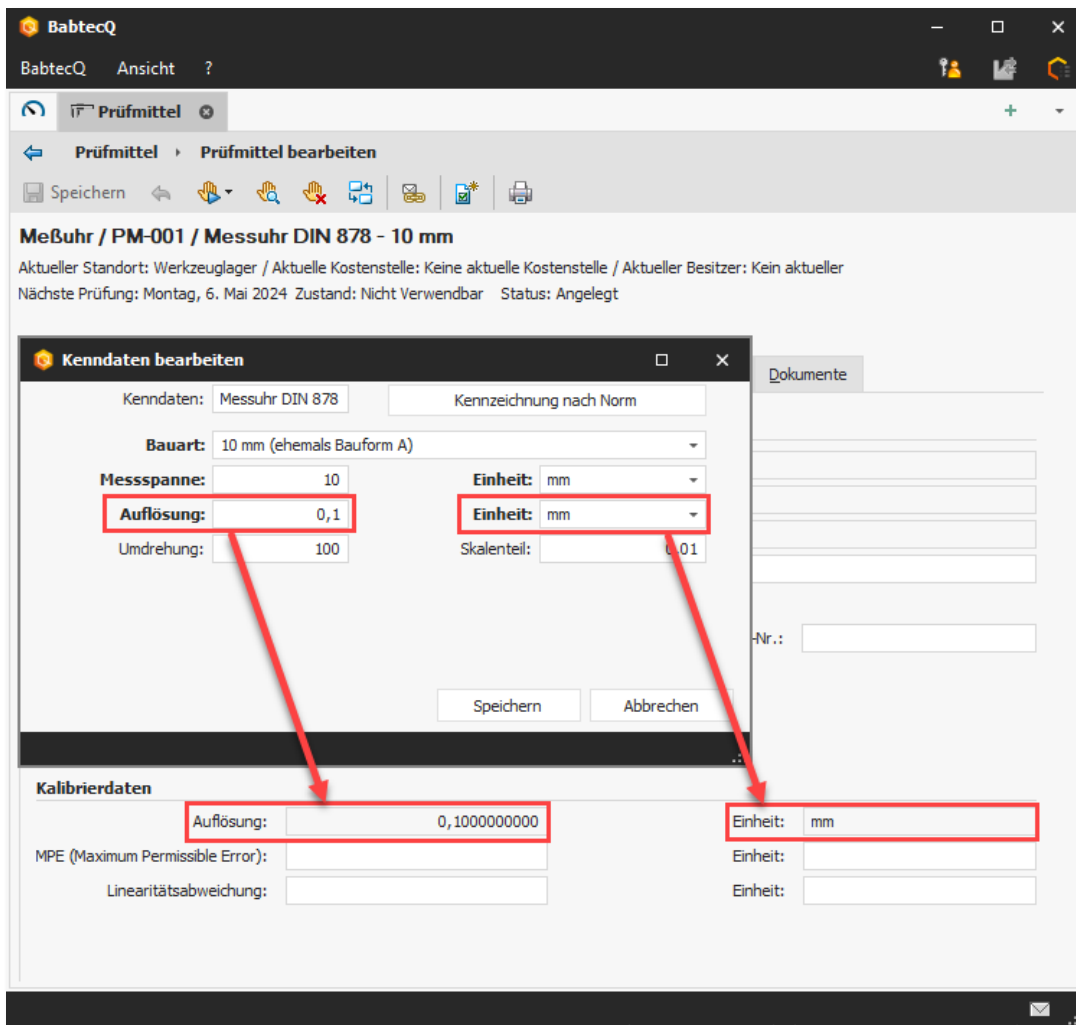 BabtecQ
BabtecQ Ansicht ?
Prüfmittel
Prüfmittel Prüfmittel bearbeiten
Speichern
Meßuhr / PM-001 / Messuhr DIN 878 - 10 mm
Aktueller Standort: Werkzeuglager / Aktuelle Kostenstelle: Keine aktuelle Kostenstelle / Aktueller Besitzer: Kein aktueller
Nächste Prüfung: Montag, 6. Mai 2024 Zustand: Nicht Verwendbar Status: Angelegt
Kenndaten bearbeiten
Dokumente
Kenndaten: Messuhr DIN 878 Kennzeichnung nach Norm
Bauart: 10 mm (ehemals Bauform A)
Messspanne: 10 Einheit: mm
Auflösung: 0,1 Einheit: mm
Umdrehung: 100 Skalenteil: 0,01
-Nr.:
Speichern Abbrechen
Kalibrierdaten
Auflösung: 0,1000000000 Einheit: mm
MPE (Maximum Permissible Error): Einheit:
Linearitätsabweichung: Einheit: